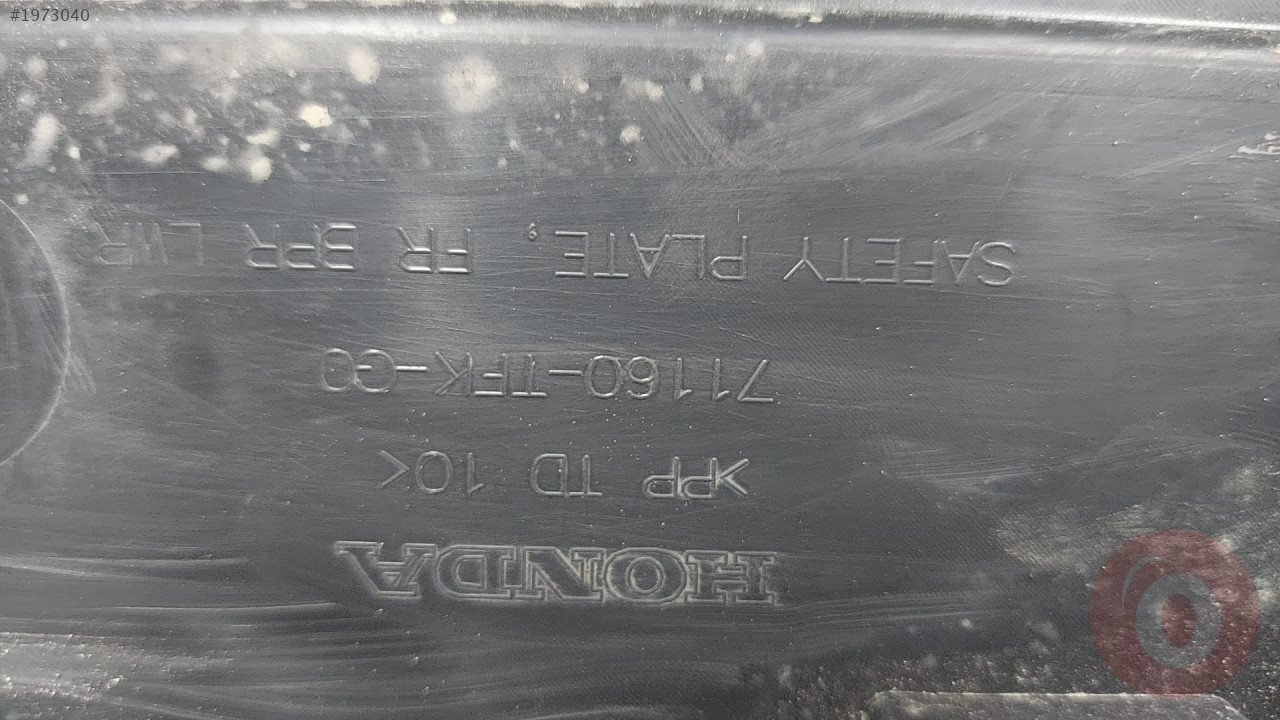 #1973040
SAFETY PLATE, FR BPR LWR
71160-TFK-G0
>PP TD 10<
HONDA